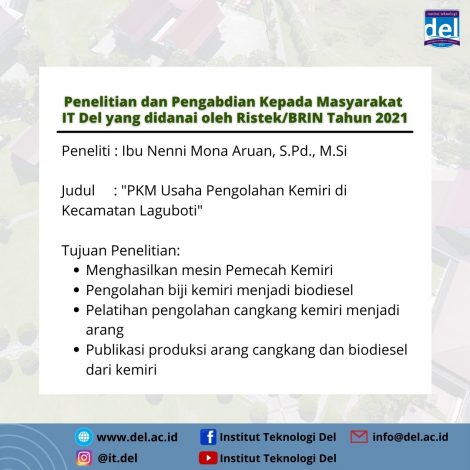 institut teknologi
del
Penelitian dan Pengabdian Kepada Masyarakat
IT Del yang didanai oleh Ristek/BRIN Tahun 2021
Peneliti : Ibu Nenni Mona Aruan, S.Pd., M.Si
Judul : "PKM Usaha Pengolahan Kemiri di
Kecamatan Laguboti"
Tujuan Penelitian:
• Menghasilkan mesin Pemecah Kemiri
• Pengolahan biji kemiri menjadi biodiesel
• Pelatihan pengolahan cangkang kemiri menjadi
arang
• Publikasi produksi arang cangkang dan biodiesel
dari kemiri
www.del.ac.id
Institut Teknologi Del
info@del.ac.id
@it.del
Institut Teknologi Del